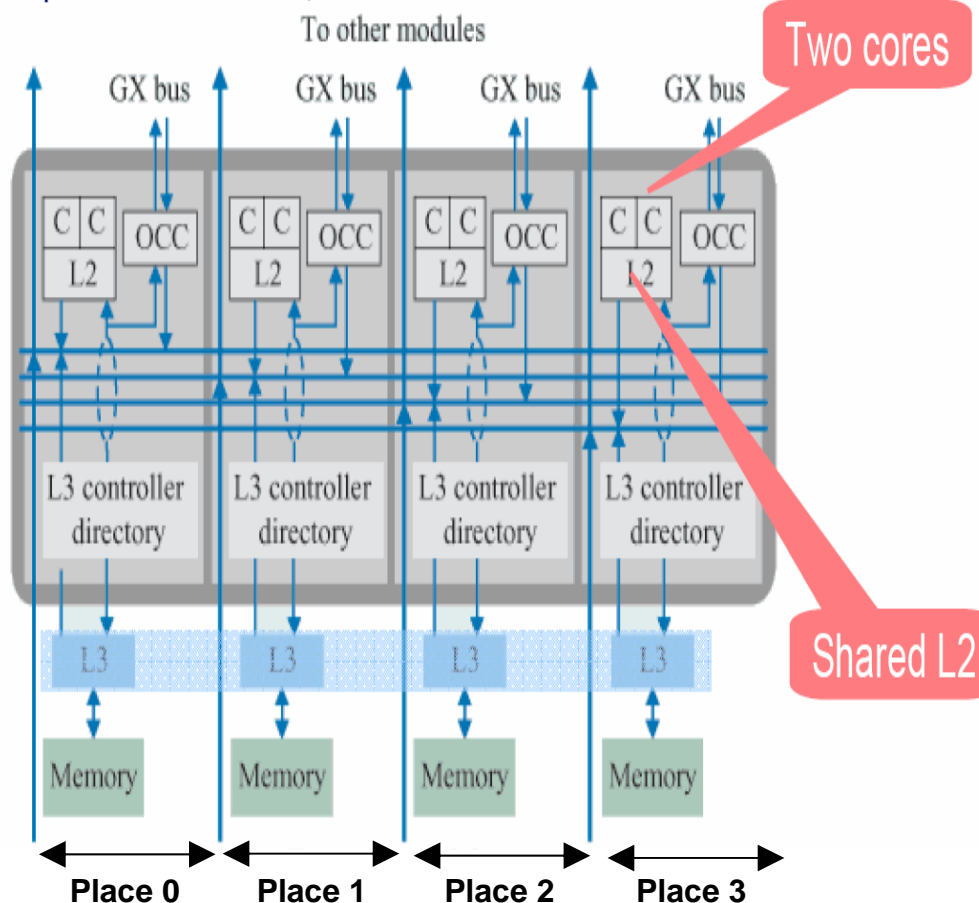 To other modules
Two cores
GX bus GX bus GX bus GX bus
C C OCC C C OCC C C OCC C C OCC
L2 L2 L2 L2
L3 controller directory
L3 controller directory
L3 controller directory
L3 controller directory
L3 L3 L3 L3
Shared L2
Memory Memory Memory Memory
Place 0 Place 1 Place 2 Place 3